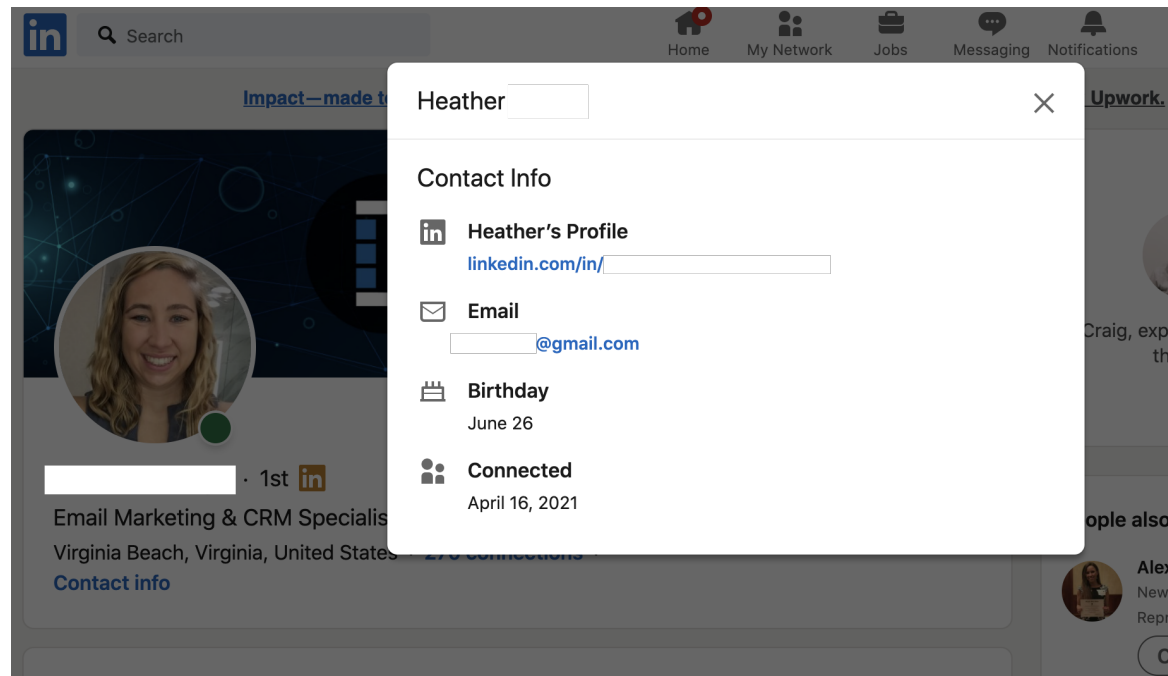 in
Search
Home
My Network
Jobs
Messaging
Notifications
Impact—made
Upwork.
Heather
Contact Info
in
Heather's Profile
linkedin.com/in/
Email
@gmail.com
Birthday
June 26
Connected
April 16, 2021
· 1st in
Email Marketing & CRM Specialis
Virginia Beach, Virginia, United States
connections
Contact info
Craig, exp
th
ople also
Alex
New
Repr